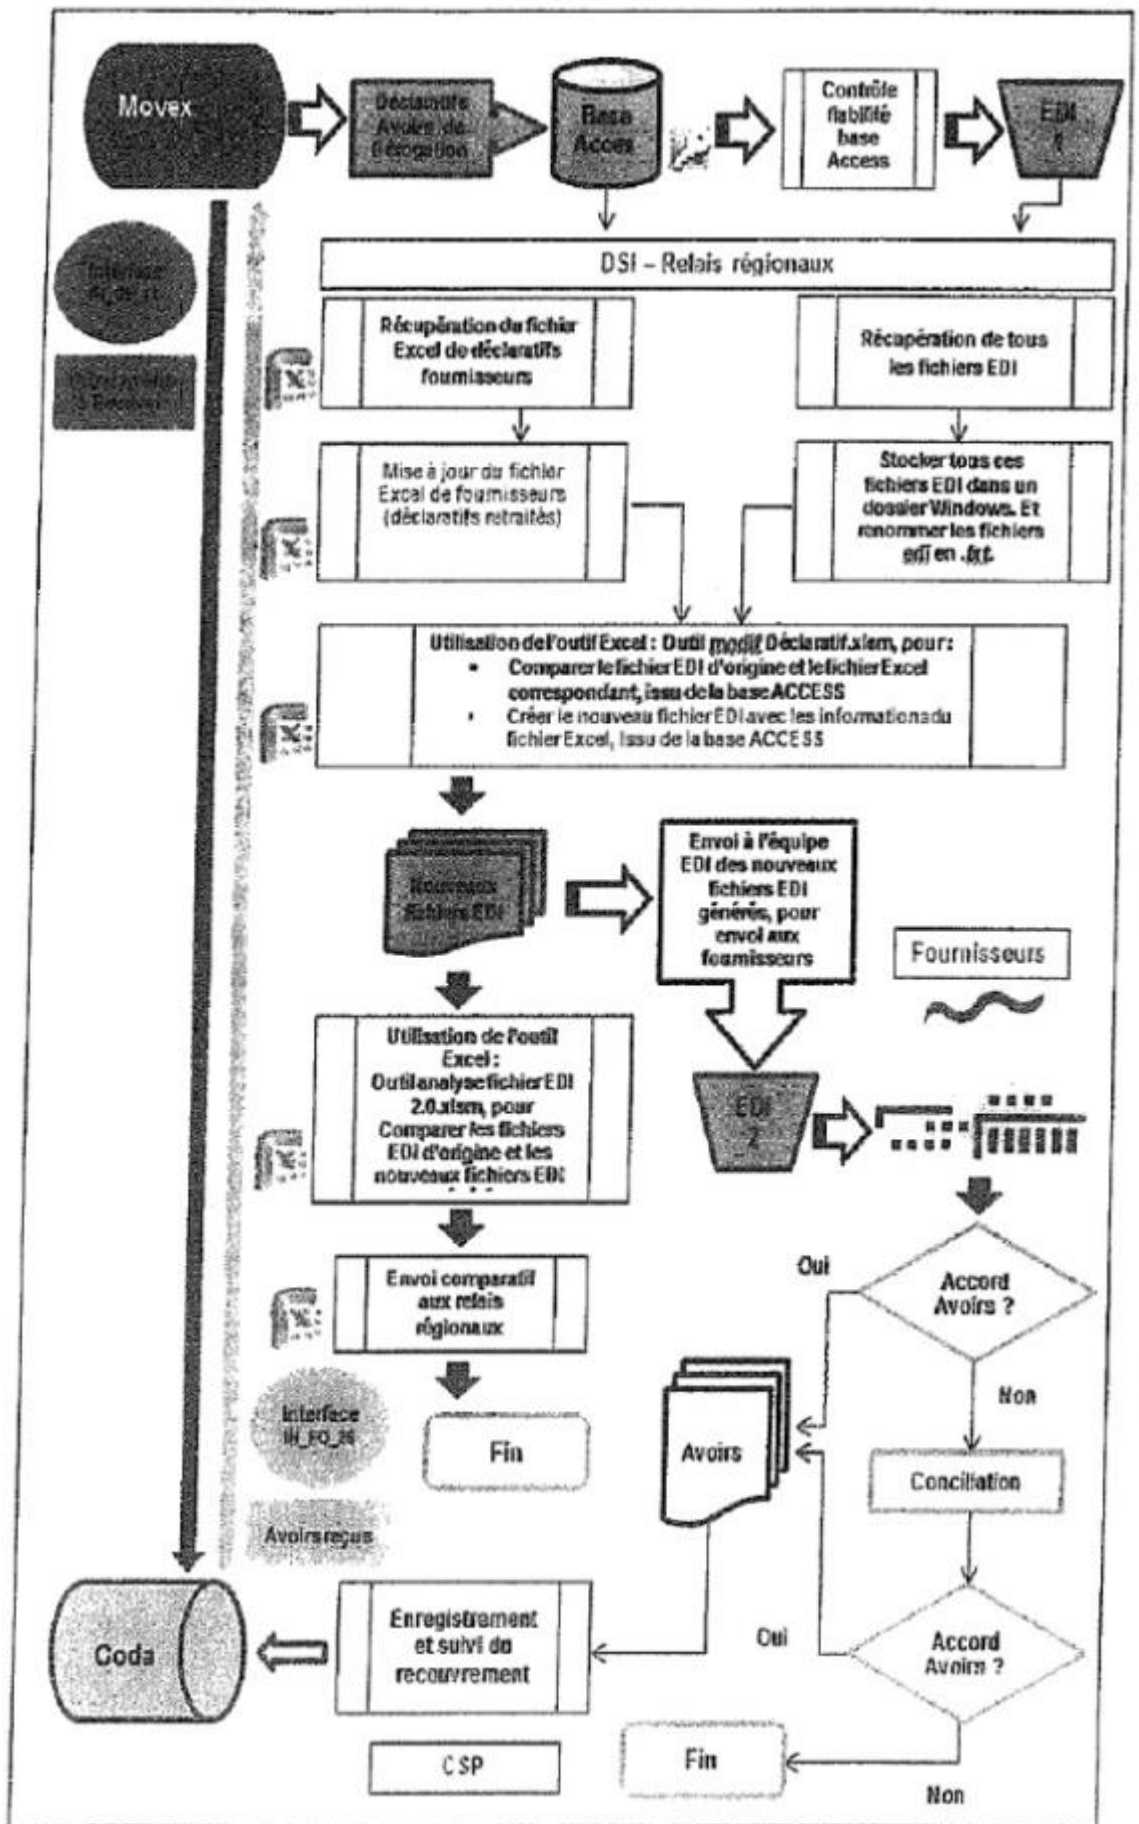 Movex
Déclaratifs
Avoirs de
Dérogation
Base
Acces
Contrôle
fiabilité
base
Access
EDI
1
Interface
DSI – Relais régionaux
Récupération du fichier
Excel de déclaratifs
fournisseurs
Récupération de tous
les fichiers EDI
à Recevoir
Mise à jour du fichier
Excel de fournisseurs
(déclaratifs retraités)
Stocker tous ces
fichiers EDI dans un
dossier Windows. Et
renommer les fichiers
edi en .txt.
Utilisation de l'outil Excel : Outil modif Déclaratif.xlsm, pour :
▪ Comparer le fichier EDI d'origine et le fichier Excel
correspondant, issu de la base ACCESS
• Créer le nouveau fichier EDI avec les informations du
fichier Excel, issu de la base ACCESS
Nouveaux
fichiers EDI
Envoi à l'équipe
EDI des nouveaux
fichiers EDI
générés, pour
envoi aux
fournisseurs
Fournisseurs
Utilisation de l'outil
Excel :
Outil analyse fichier EDI
2.0.xlsm, pour
Comparer les fichiers
EDI d'origine et les
nouveaux fichiers EDI
EDI
2
Envoi comparatif
aux relais
régionaux
Oui
Accord
Avoirs ?
Non
Interface
IN_FO_26
Fin
Avoirs
Conciliation
Avoirs reçus
Coda
Enregistrement
et suivi du
recouvrement
Oui
Accord
Avoirs ?
CSP
Fin
Non